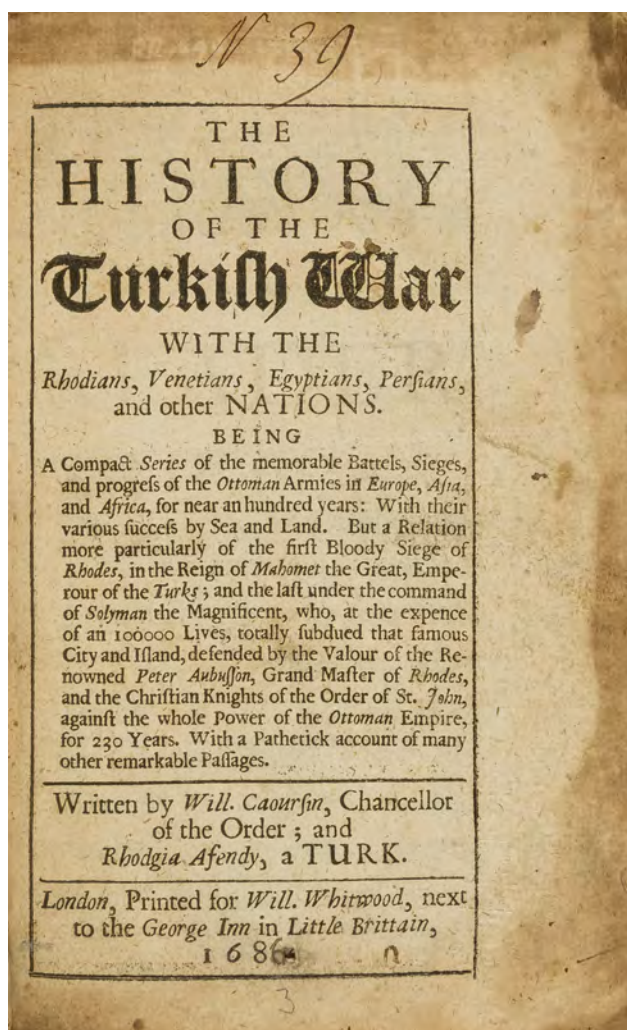 N 39
THE
HISTORY
OF THE
Turkiſh War
WITH THE
Rhodians, Venetians, Egyptians, Perſians,
and other NATIONS.
BEING
A Compact Series of the memorable Battels, Sieges,
and progreſs of the Ottoman Armies in Europe, Aſia,
and Africa, for near an hundred years: With their
various ſucceſs by Sea and Land. But a Relation
more particularly of the firſt Bloody Siege of
Rhodes, in the Reign of Mahomet the Great, Empe-
rour of the Turks; and the laſt under the command
of Solyman the Magnificent, who, at the expence
of an 100000 Lives, totally ſubdued that famous
City and Iſland, defended by the Valour of the Re-
nowned Peter Aubuſſon, Grand Maſter of Rhodes,
and the Chriſtian Knights of the Order of St. John,
againſt the whole Power of the Ottoman Empire,
for 230 Years. With a Pathetick account of many
other remarkable Paſſages.
Written by Will. Caourſin, Chancellor
of the Order; and
Rhodgia Afendy, a TURK.
London, Printed for Will. Whitwood, next
to the George Inn in Little Brittain,
168
3